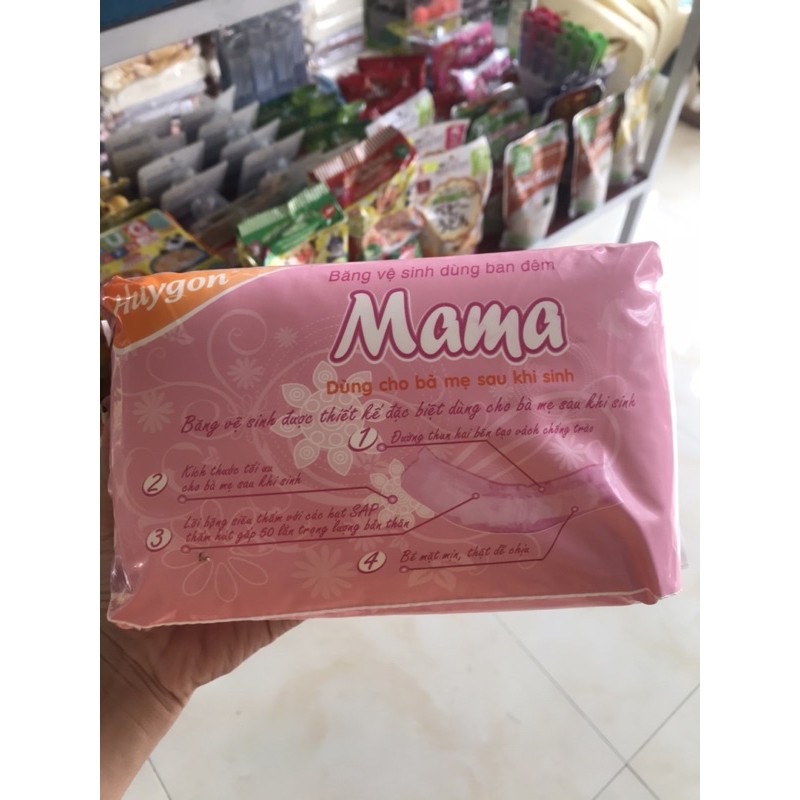 Huygon
Băng vệ sinh dùng ban đêm
Mama
Dùng cho bà mẹ sau khi sinh
Băng vệ sinh được thiết kế đặc biệt dùng cho bà mẹ sau khi sinh
1 Đường thun hai bên tạo vách chống trào
2 Kích thước tối ưu
cho bà mẹ sau khi sinh
3 Lõi bông siêu thấm với các hạt SAP
thấm hút gấp 50 lần trọng lượng bản thân
4 Bề mặt mịn, thật dễ chịu